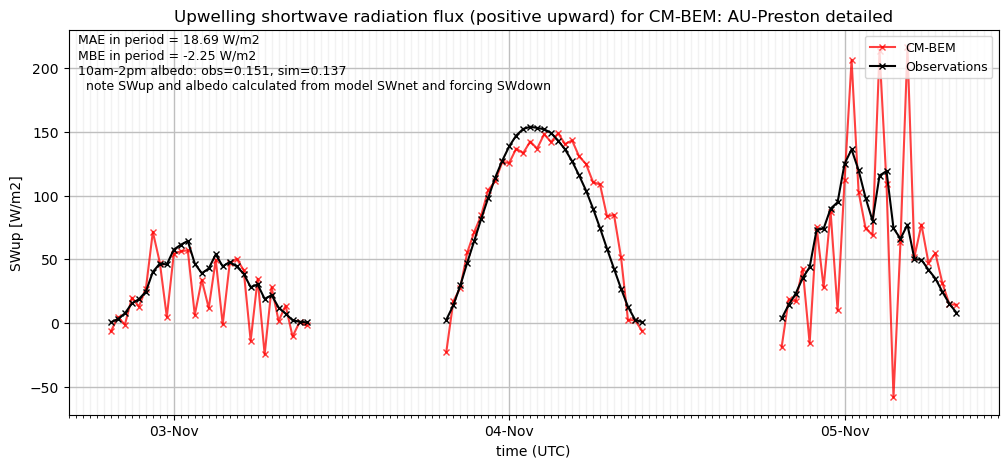 Upwelling shortwave radiation flux (positive upward) for CM-BEM: AU-Preston detailed
MAE in period = 18.69 W/m2
MBE in period = -2.25 W/m2
10am-2pm albedo: obs=0.151, sim=0.137
note SWup and albedo calculated from model SWnet and forcing SWdown
CM-BEM
Observations
SWup [W/m2]
200
150
100
50
0
−50
03-Nov
04-Nov
05-Nov
time (UTC)